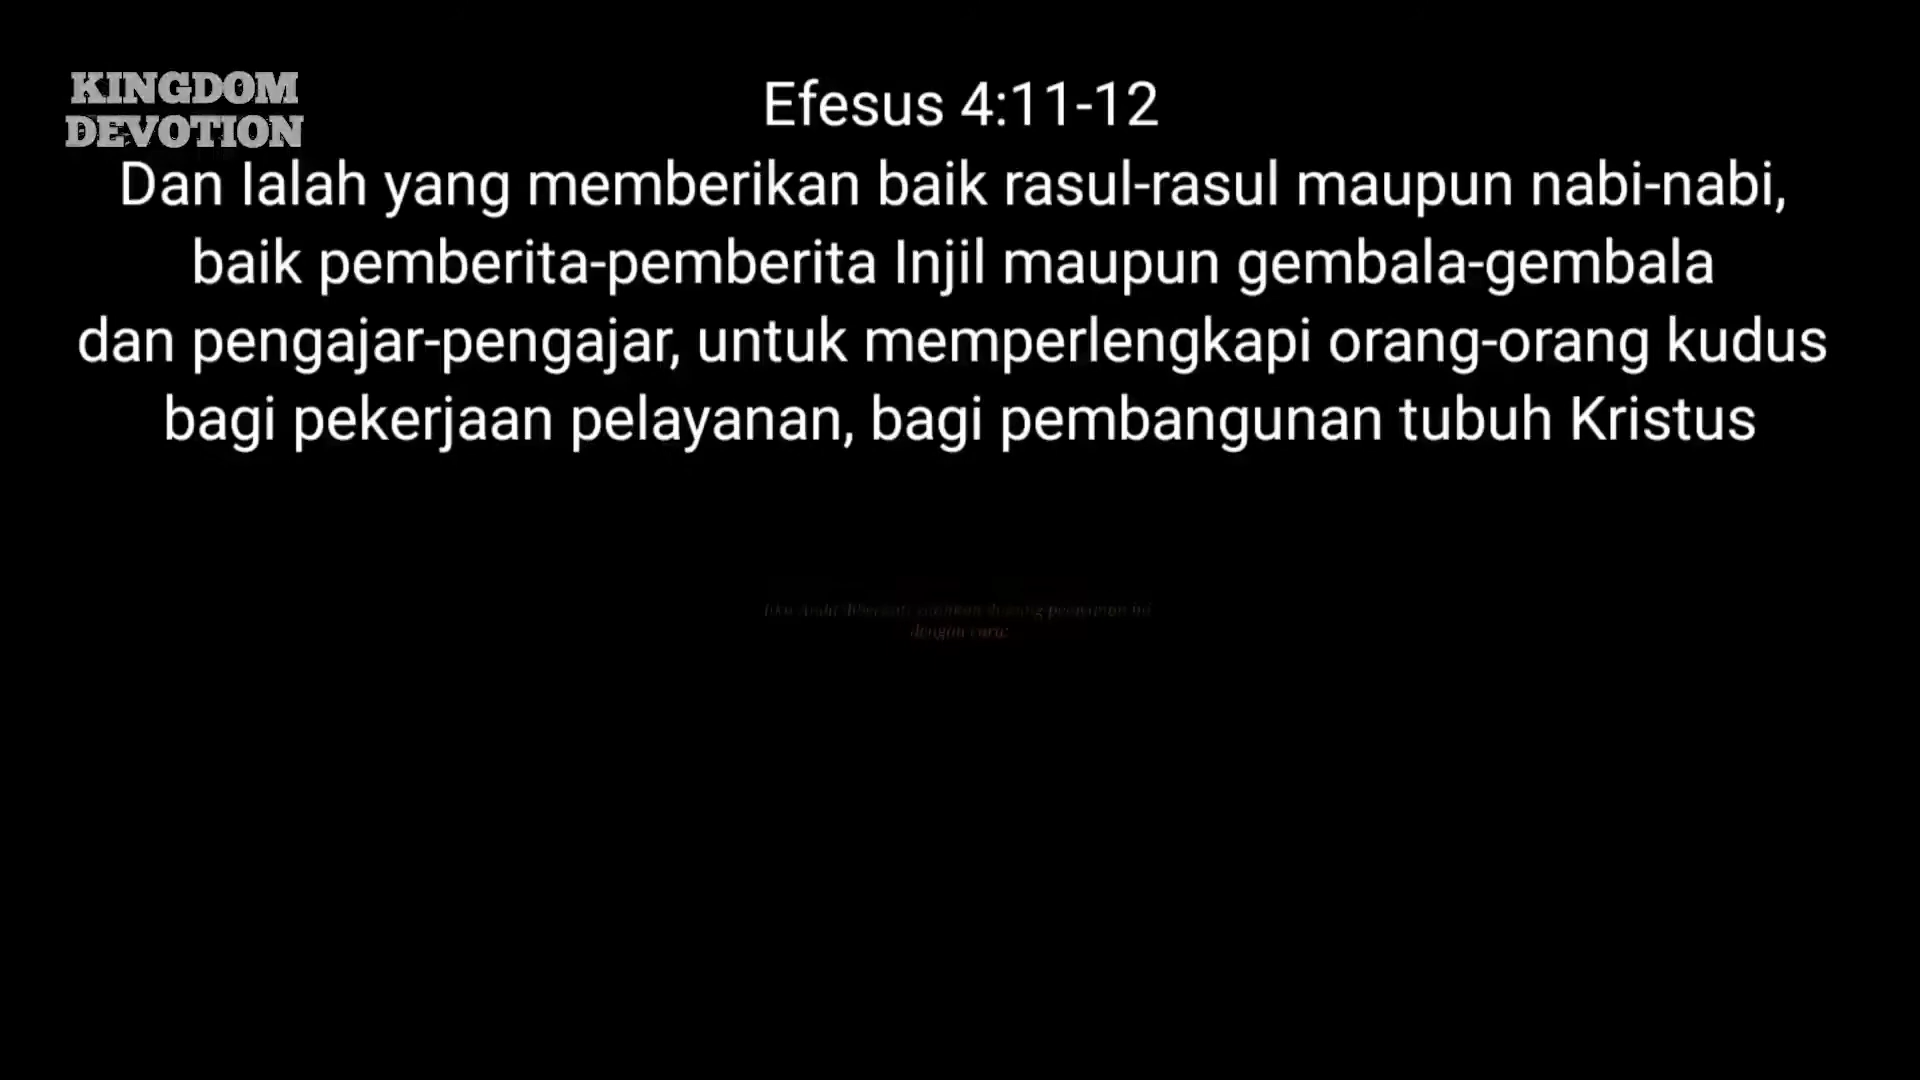 KINGDOM
DEVOTION
Efesus 4:11-12
Dan Ialah yang memberikan baik rasul-rasul maupun nabi-nabi,
baik pemberita-pemberita Injil maupun gembala-gembala
dan pengajar-pengajar, untuk memperlengkapi orang-orang kudus
bagi pekerjaan pelayanan, bagi pembangunan tubuh Kristus
dengan cara: